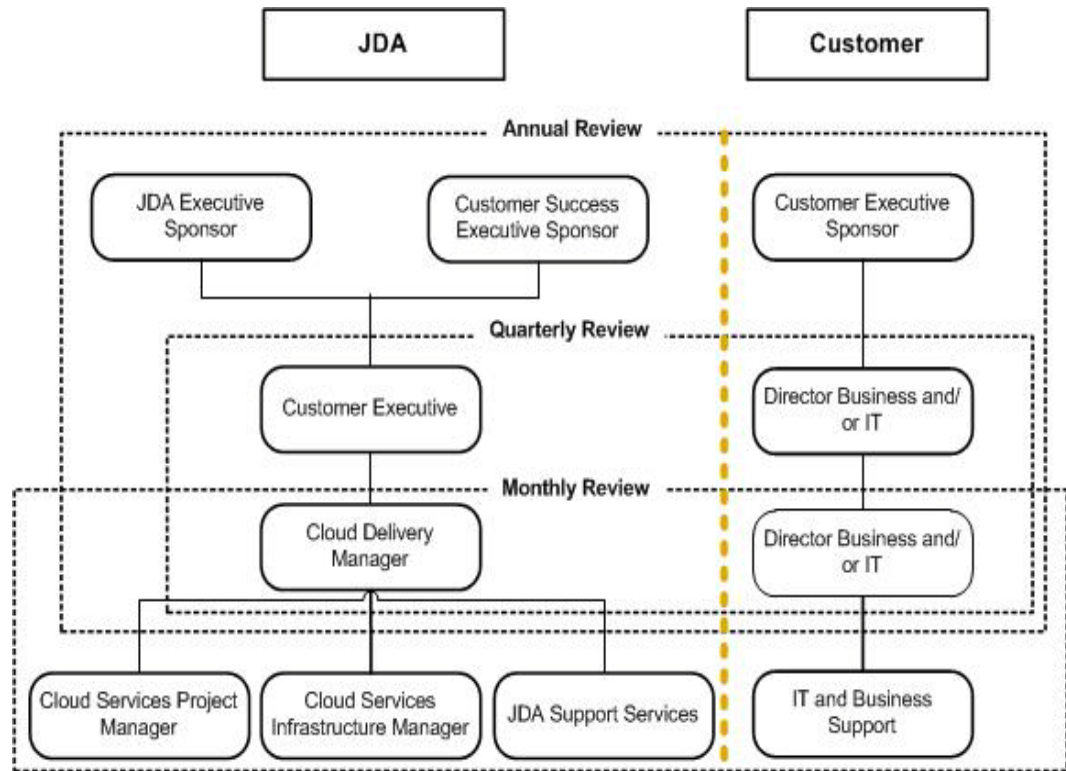 JDA
Customer
Annual Review
JDA Executive
Sponsor
Customer Success
Executive Sponsor
Customer Executive
Sponsor
Quarterly Review
Customer Executive
Director Business and/
or IT
Monthly Review
Cloud Delivery
Manager
Director Business and/
or IT
Cloud Services Project
Manager
Cloud Services
Infrastructure Manager
JDA Support Services
IT and Business
Support